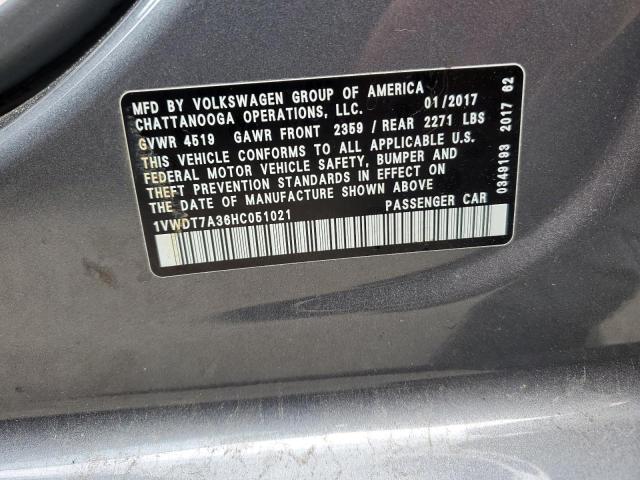 MFD BY VOLKSWAGEN GROUP OF AMERICA
CHATTANOOGA OPERATIONS, LLC. 01/2017
GVWR 4519 GAWR FRONT 2359 / REAR 2271 LBS
THIS VEHICLE CONFORMS TO ALL APPLICABLE U.S.
FEDERAL MOTOR VEHICLE SAFETY, BUMPER AND
THEFT PREVENTION STANDARDS IN EFFECT ON
THE DATE OF MANUFACTURE SHOWN ABOVE
1VWDT7A36HC051021 PASSENGER CAR
0349193 2017 62